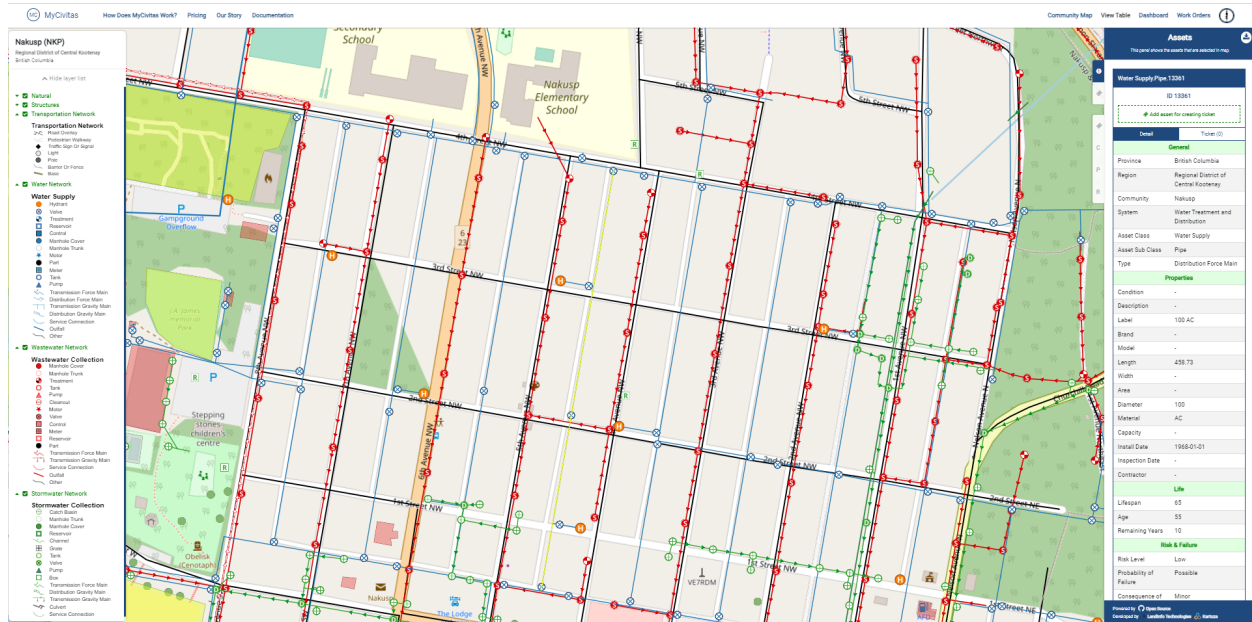 MC MyCivitas How Does MyCivitas Work? Pricing Our Story Documentation
Community Map View Table Dashboard Work Orders
Nakusp (NKP)
Regional District of Central Kootenay
British Columbia
Hide layer list
Natural
Structures
Transportation Network
Transportation Network
Road Overlay
Pedestrian Walkway
Traffic Sign Or Signal
Light
Pole
Barrier Or Fence
Base
Water Network
Water Supply
Hydrant
Valve
Treatment
Reservoir
Control
Manhole Cover
Manhole Trunk
Motor
Part
Meter
Tank
Pump
Transmission Force Main
Distribution Force Main
Transmission Gravity Main
Distribution Gravity Main
Service Connection
Outfall
Other
Wastewater Network
Wastewater Collection
Manhole Cover
Manhole Trunk
Treatment
Tank
Pump
Cleanout
Motor
Valve
Control
Meter
Reservoir
Part
Transmission Force Main
Transmission Gravity Main
Service Connection
Outfall
Other
Stormwater Network
Stormwater Collection
Catch Basin
Manhole Trunk
Manhole Cover
Reservoir
Channel
Grate
Tank
Valve
Pump
Box
Transmission Force Main
Distribution Gravity Main
Transmission Gravity Main
Culvert
Service Connection
Secondary
School
Nakusp
Elementary
School
5th Street NW
5th Street NW
4th
3rd Street NW
3rd Street NW
2nd Street NW
2nd Street NW
2nd Street NE
1st Street NW
1st Street NW
1st Street NE
6th Avenue NW
6
23
P
Campground
Overflow
J.A. James
Memorial
Park
P
Stepping
stones
children's
centre
Obelisk
(Cenotaph)
Nakusp
The Lodge
VE7RDM
Assets
This panel shows the assets that are selected in map.
Water Supply.Pipe.13361
ID 13361
Add asset for creating ticket
Detail Ticket (0)
General
Province British Columbia
Region Regional District of
Central Kootenay
Community Nakusp
System Water Treatment and
Distribution
Asset Class Water Supply
Asset Sub Class Pipe
Type Distribution Force Main
Properties
Condition -
Description -
Label 100 AC
Brand -
Model -
Length 458.73
Width -
Area -
Diameter 100
Material AC
Capacity -
Install Date 1968-01-01
Inspection Date -
Contractor -
Life
Lifespan 65
Age 55
Remaining Years 10
Risk & Failure
Risk Level Low
Probability of Possible
Failure
Consequence of Minor
Powered by Open Source
Developed by Landinfo Technologies Kartoza